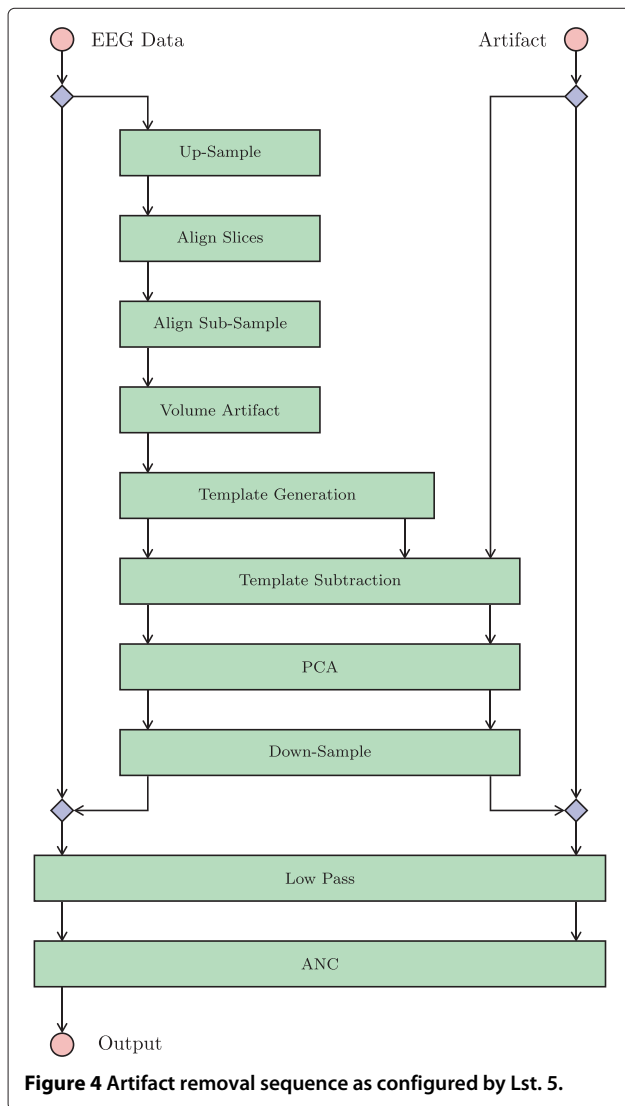 EEG Data
Artifact
Up-Sample
Align Slices
Align Sub-Sample
Volume Artifact
Template Generation
Template Subtraction
PCA
Down-Sample
Low Pass
ANC
Output
Figure 4 Artifact removal sequence as configured by Lst. 5.